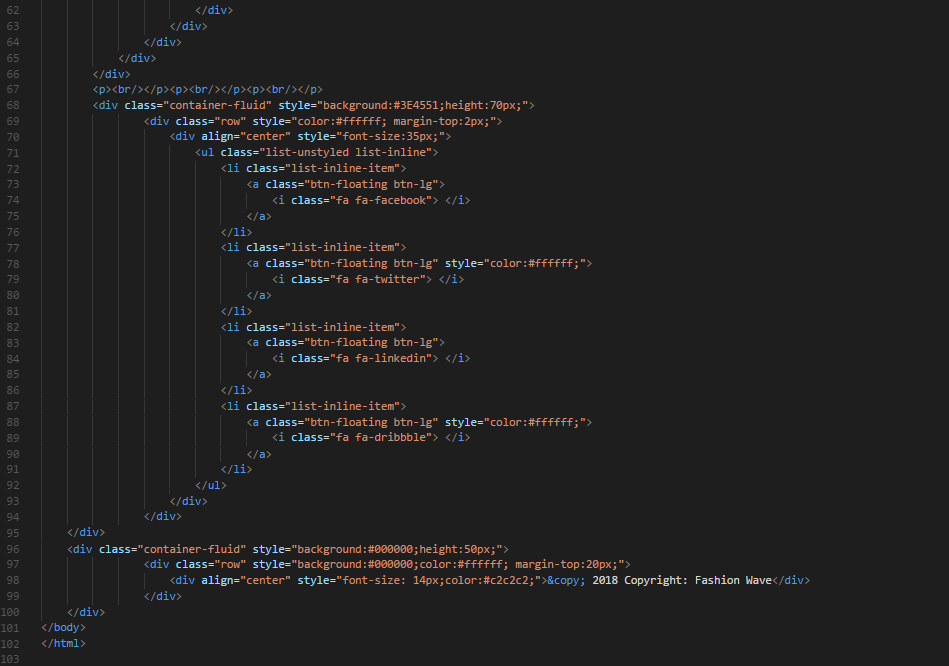 62 </div>
63 </div>
64 </div>
65 </div>
66 </div>
67 <p><br/></p><p><br/></p><p><br/></p>
68 <div class="container-fluid" style="background:#3E4551;height:70px;">
69 <div class="row" style="color:#ffffff; margin-top:2px;">
70 <div align="center" style="font-size:35px;">
71 <ul class="list-unstyled list-inline">
72 <li class="list-inline-item">
73 <a class="btn-floating btn-lg">
74 <i class="fa fa-facebook"> </i>
75 </a>
76 </li>
77 <li class="list-inline-item">
78 <a class="btn-floating btn-lg" style="color:#ffffff;">
79 <i class="fa fa-twitter"> </i>
80 </a>
81 </li>
82 <li class="list-inline-item">
83 <a class="btn-floating btn-lg">
84 <i class="fa fa-linkedin"> </i>
85 </a>
86 </li>
87 <li class="list-inline-item">
88 <a class="btn-floating btn-lg" style="color:#ffffff;">
89 <i class="fa fa-dribbble"> </i>
90 </a>
91 </li>
92 </ul>
93 </div>
94 </div>
95 </div>
96 <div class="container-fluid" style="background:#000000;height:50px;">
97 <div class="row" style="background:#000000;color:#ffffff; margin-top:20px;">
98 <div align="center" style="font-size: 14px;color:#c2c2c2;">&copy; 2018 Copyright: Fashion Wave</div>
99 </div>
100 </div>
101 </body>
102 </html>
103